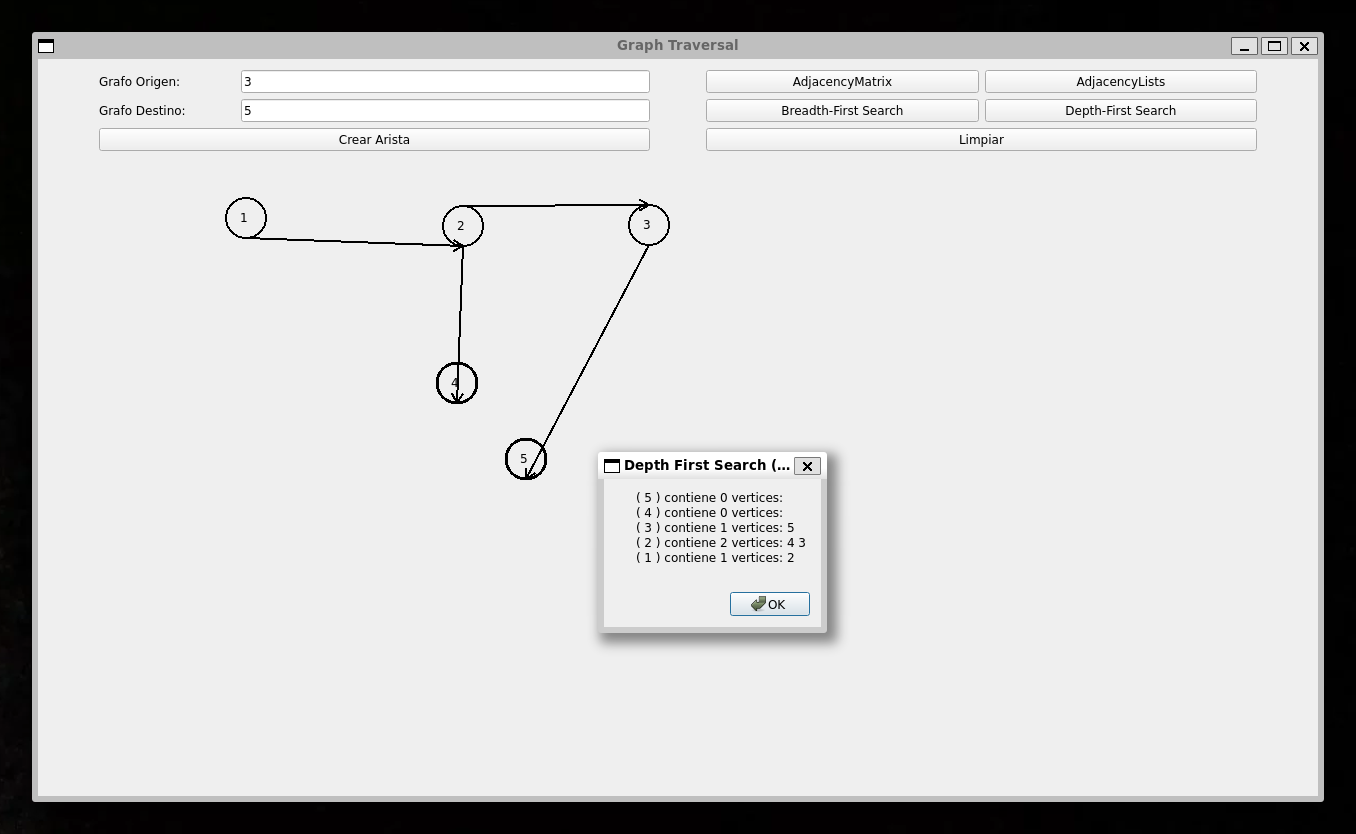 Graph Traversal
Grafo Origen: 3
AdjacencyMatrix
AdjacencyLists
Grafo Destino: 5
Breadth-First Search
Depth-First Search
Crear Arista
Limpiar
1
2
3
4
5
Depth First Search (...
( 5 ) contiene 0 vertices:
( 4 ) contiene 0 vertices:
( 3 ) contiene 1 vertices: 5
( 2 ) contiene 2 vertices: 4 3
( 1 ) contiene 1 vertices: 2
OK